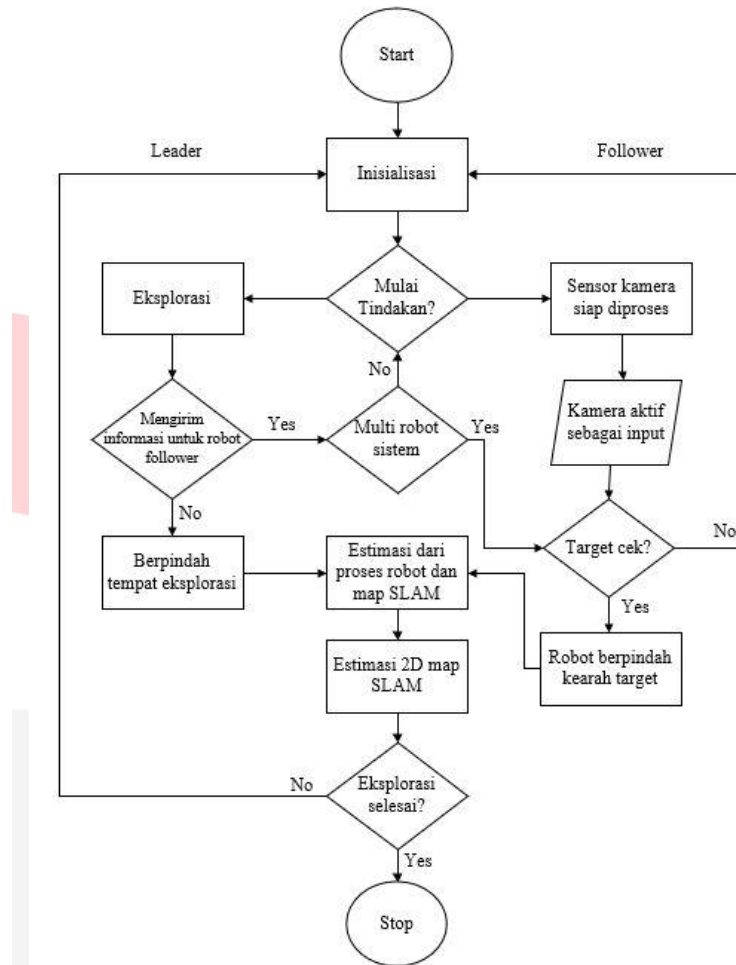 Start
Leader
Follower
Inisialisasi
Eksplorasi
Mulai
Tindakan?
Sensor kamera
siap diproses
No
Mengirim
informasi untuk robot
follower
Yes
Multi robot
sistem
Yes
Kamera aktif
sebagai input
No
Berpindah
tempat eksplorasi
Estimasi dari
proses robot dan
map SLAM
Target cek?
No
Yes
Estimasi 2D map
SLAM
Robot berpindah
kearah target
No
Eksplorasi
selesai?
Yes
Stop